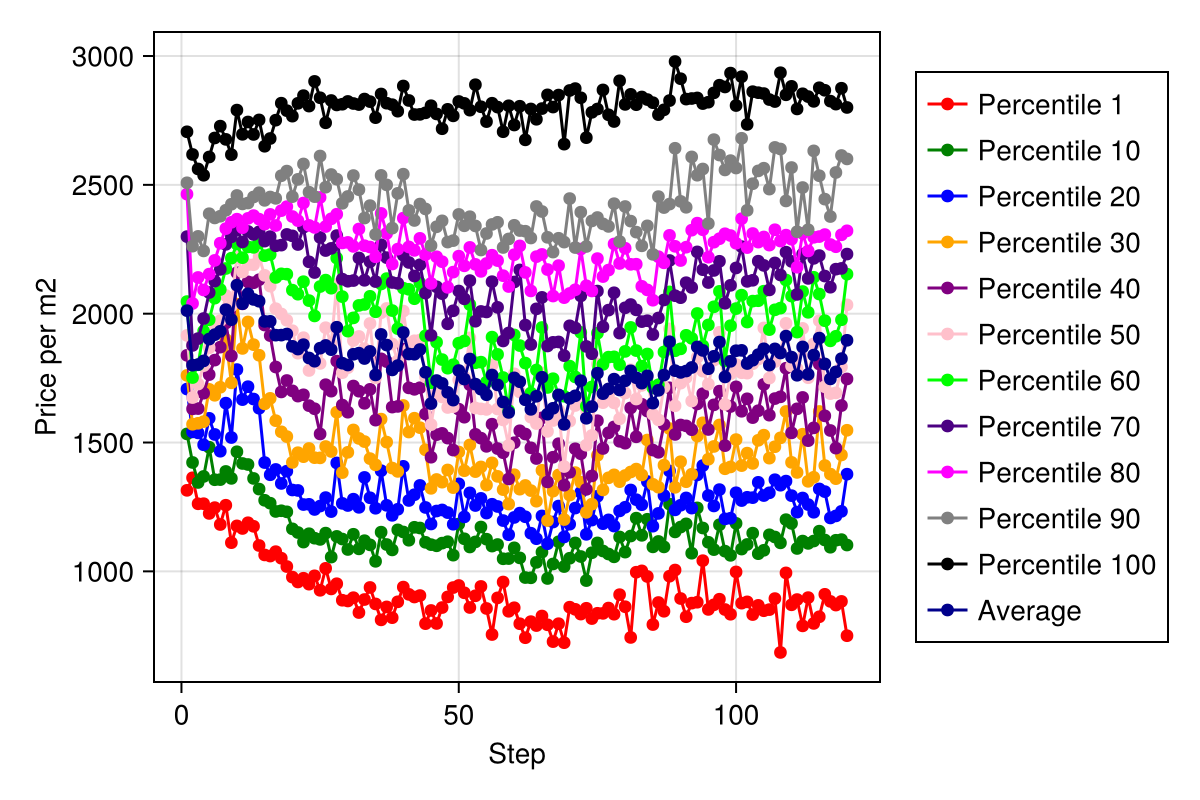 3000
2500
2000
1500
1000
Price per m2
0
50
100
Step
Percentile 1
Percentile 10
Percentile 20
Percentile 30
Percentile 40
Percentile 50
Percentile 60
Percentile 70
Percentile 80
Percentile 90
Percentile 100
Average